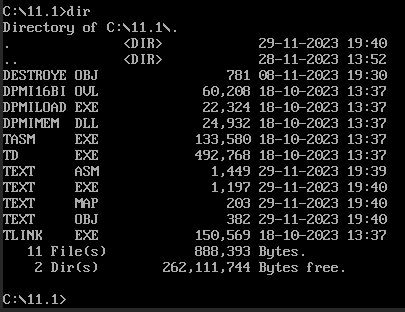 C:\11.1>dir
Directory of C:\11.1\.
. <DIR> 29-11-2023 19:40
.. <DIR> 28-11-2023 13:52
DESTROYE OBJ 781 08-11-2023 19:30
DPMI16BI OVL 60,208 18-10-2023 13:37
DPMILOAD EXE 22,324 18-10-2023 13:37
DPMIMEM DLL 24,932 18-10-2023 13:37
TASM EXE 133,580 18-10-2023 13:37
TD EXE 492,768 18-10-2023 13:37
TEXT ASM 1,449 29-11-2023 19:39
TEXT EXE 1,197 29-11-2023 19:40
TEXT MAP 203 29-11-2023 19:40
TEXT OBJ 382 29-11-2023 19:40
TLINK EXE 150,569 18-10-2023 13:37
11 File(s) 888,393 Bytes.
2 Dir(s) 262,111,744 Bytes free.
C:\11.1>